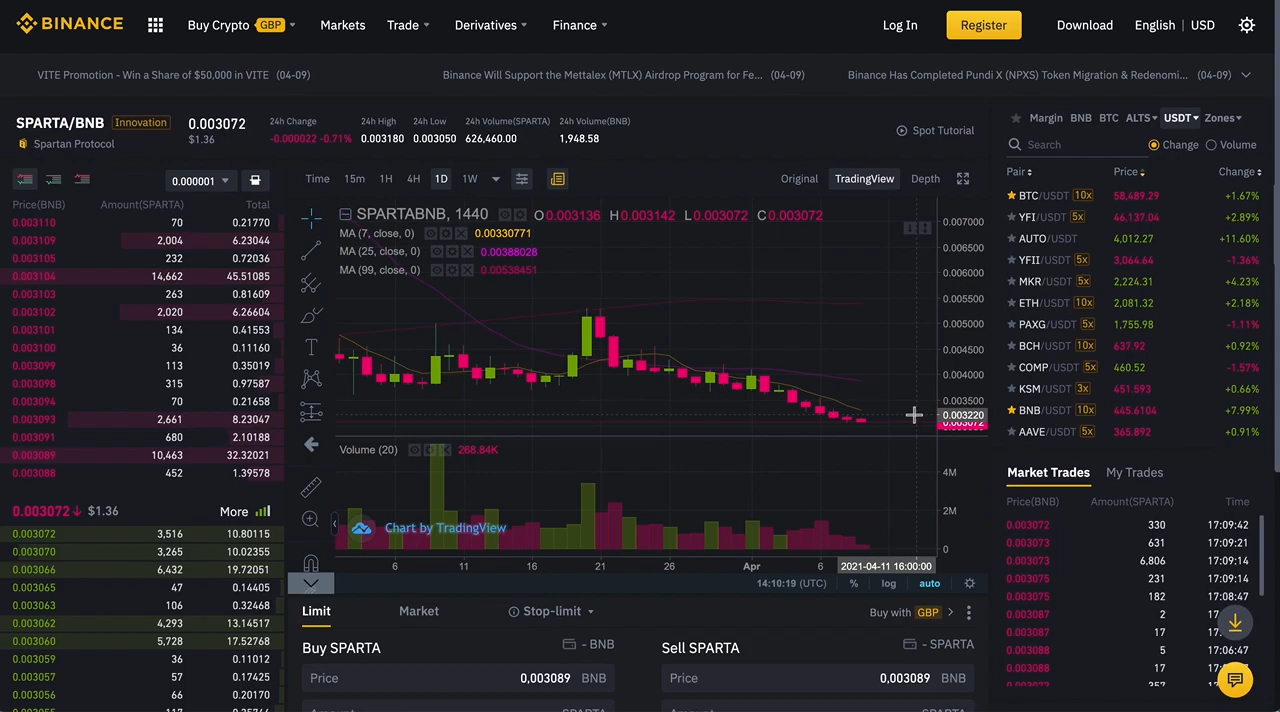 BINANCE
Buy Crypto GBP Markets Trade Derivatives Finance Log In Register Download English USD
VITE Promotion - Win a Share of $50,000 in VITE (04-09) Binance Will Support the Mettalex (MTLX) Airdrop Program for Fe... (04-09) Binance Has Completed Pundi X (NPXS) Token Migration & Redenomi... (04-09)
SPARTA/BNB Innovation
Spartan Protocol
0.003072
$1.36
24h Change
-0.000022 -0.71%
24h High
0.003180
24h Low
0.003050
24h Volume(SPARTA)
626,460.00
24h Volume(BNB)
1,948.58
Spot Tutorial
0.000001
Price(BNB) Amount(SPARTA) Total
0.003110 70 0.21770
0.003109 2,004 6.23044
0.003105 232 0.72036
0.003104 14,662 45.51085
0.003103 263 0.81609
0.003102 2,020 6.26604
0.003101 134 0.41553
0.003100 36 0.11160
0.003099 113 0.35019
0.003098 315 0.97587
0.003094 70 0.21658
0.003093 2,661 8.23047
0.003091 680 2.10188
0.003089 10,463 32.32021
0.003088 452 1.39578
0.003072 $1.36 More
0.003072 3,516 10.80115
0.003070 3,265 10.02355
0.003066 6,432 19.72051
0.003065 47 0.14405
0.003063 106 0.32468
0.003062 4,293 13.14517
0.003060 5,728 17.52768
0.003059 36 0.11012
0.003057 57 0.17425
0.003056 66 0.20170
Time 15m 1H 4H 1D 1W Original TradingView Depth
SPARTABNB, 1440 O0.003136 H0.003142 L0.003072 C0.003072
MA (7, close, 0) 0.00330771
MA (25, close, 0) 0.00388028
MA (99, close, 0) 0.00538451
0.007000
0.006500
0.006000
0.005500
0.005000
0.004500
0.004000
0.003500
0.003220
0.003072
Volume (20) 268.84K
4M
2M
0
Chart by TradingView
6 11 16 21 26 Apr 6 2021-04-11 16:00:00
14:10:19 (UTC) % log auto
Limit Market Stop-limit Buy with GBP
Buy SPARTA - BNB
Price 0,003089 BNB
Sell SPARTA - SPARTA
Price 0,003089 BNB
Margin BNB BTC ALTS USDT Zones
Search Change Volume
Pair Price Change
BTC/USDT 10x 58,489.29 +1.67%
YFI/USDT 5x 46,137.04 +2.89%
AUTO/USDT 4,012.27 +11.60%
YFII/USDT 5x 3,064.64 -1.36%
MKR/USDT 5x 2,224.31 +4.23%
ETH/USDT 10x 2,081.32 +2.18%
PAXG/USDT 5x 1,755.98 -1.11%
BCH/USDT 10x 637.92 +0.92%
COMP/USDT 5x 460.52 -1.57%
KSM/USDT 3x 451.593 +0.66%
BNB/USDT 10x 445.6104 +7.99%
AAVE/USDT 5x 365.892 +0.91%
Market Trades My Trades
Price(BNB) Amount(SPARTA) Time
0.003072 330 17:09:42
0.003073 631 17:09:21
0.003073 6,806 17:09:14
0.003075 231 17:09:14
0.003075 182 17:08:47
0.003087 2
0.003087 17
0.003088 5 17:06:47
0.003088 17